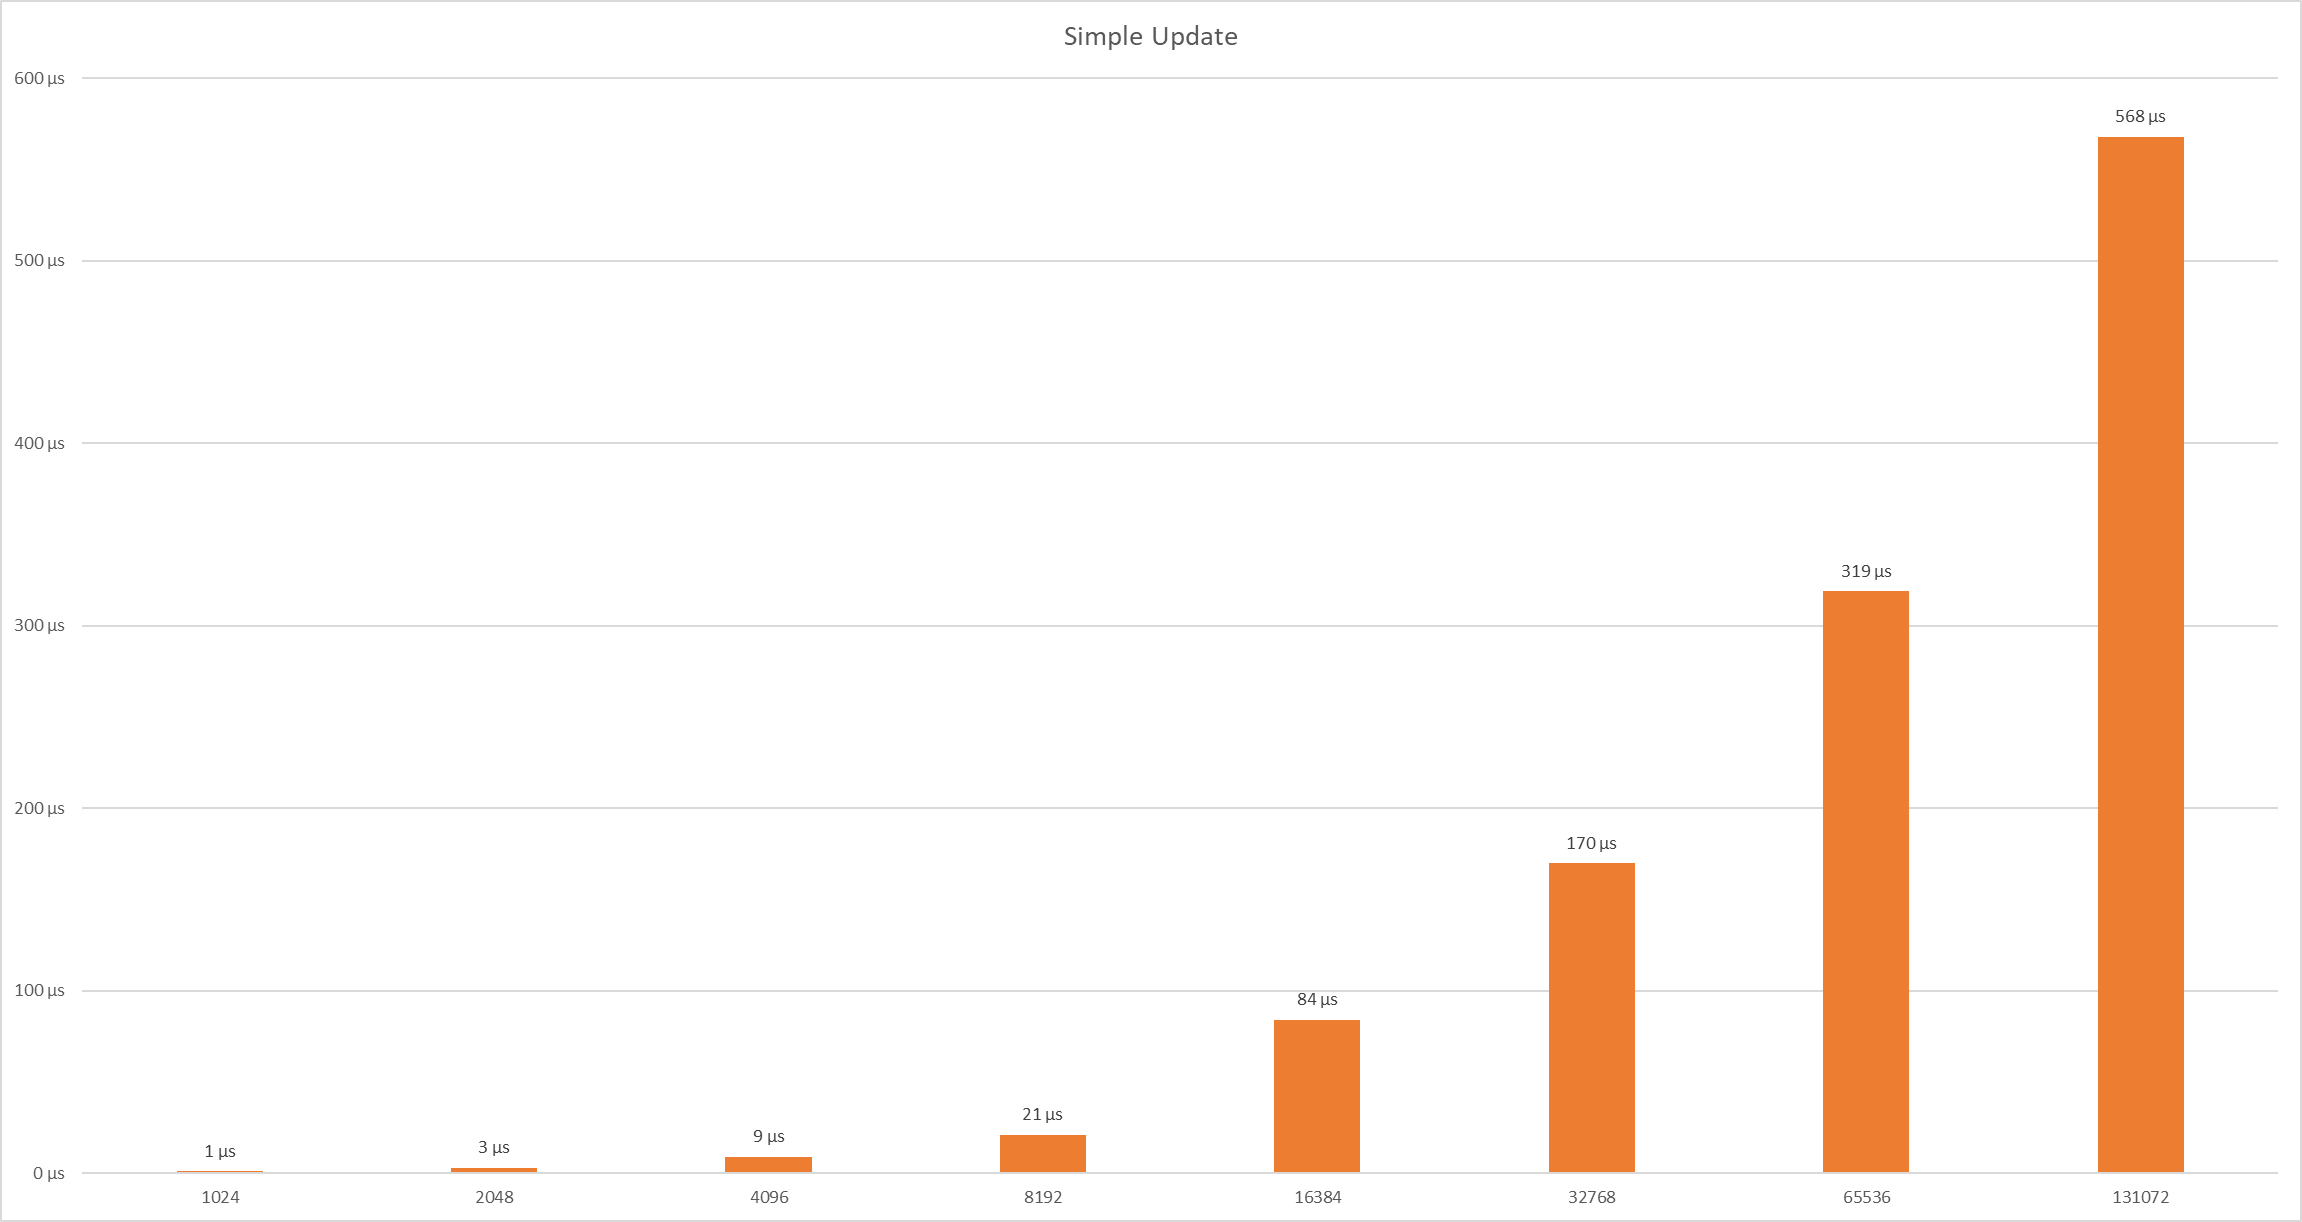 Simple Update
600 µs
500 µs
400 µs
300 µs
200 µs
100 µs
0 µs
1 µs
3 µs
9 µs
21 µs
84 µs
170 µs
319 µs
568 µs
1024
2048
4096
8192
16384
32768
65536
131072